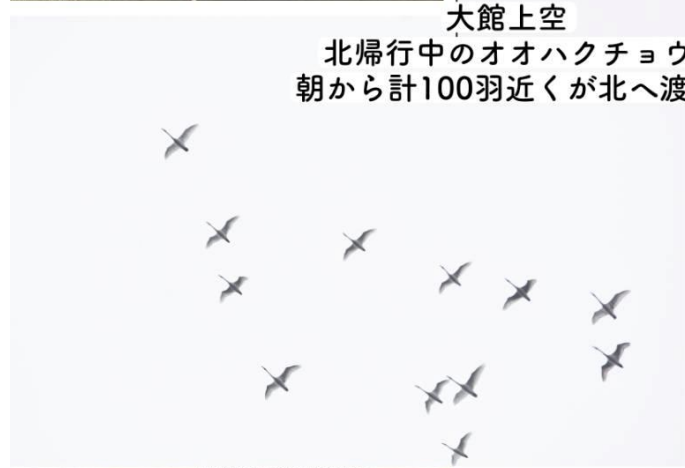 大館上空
北帰行中のオオハクチョウ
朝から計100羽近くが北へ渡